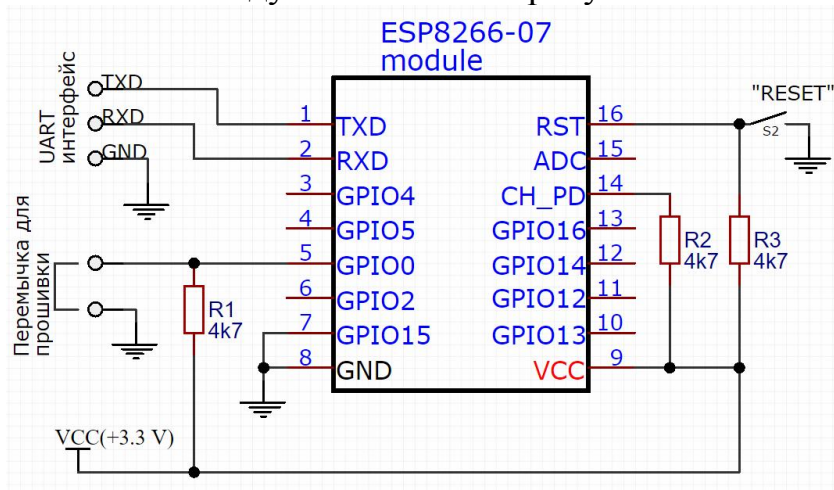 ESP8266-07
module
UART
интерфейс
TXD
RXD
GND
Перемычка для
прошивки
1
TXD
2
RXD
3
GPIO4
4
GPIO5
5
GPIO0
6
GPIO2
7
GPIO15
8
GND
16
RST
15
ADC
14
CH_PD
13
GPIO16
12
GPIO14
11
GPIO12
10
GPIO13
9
VCC
"RESET"
S2
R1
4k7
R2
4k7
R3
4k7
VCC(+3.3 V)